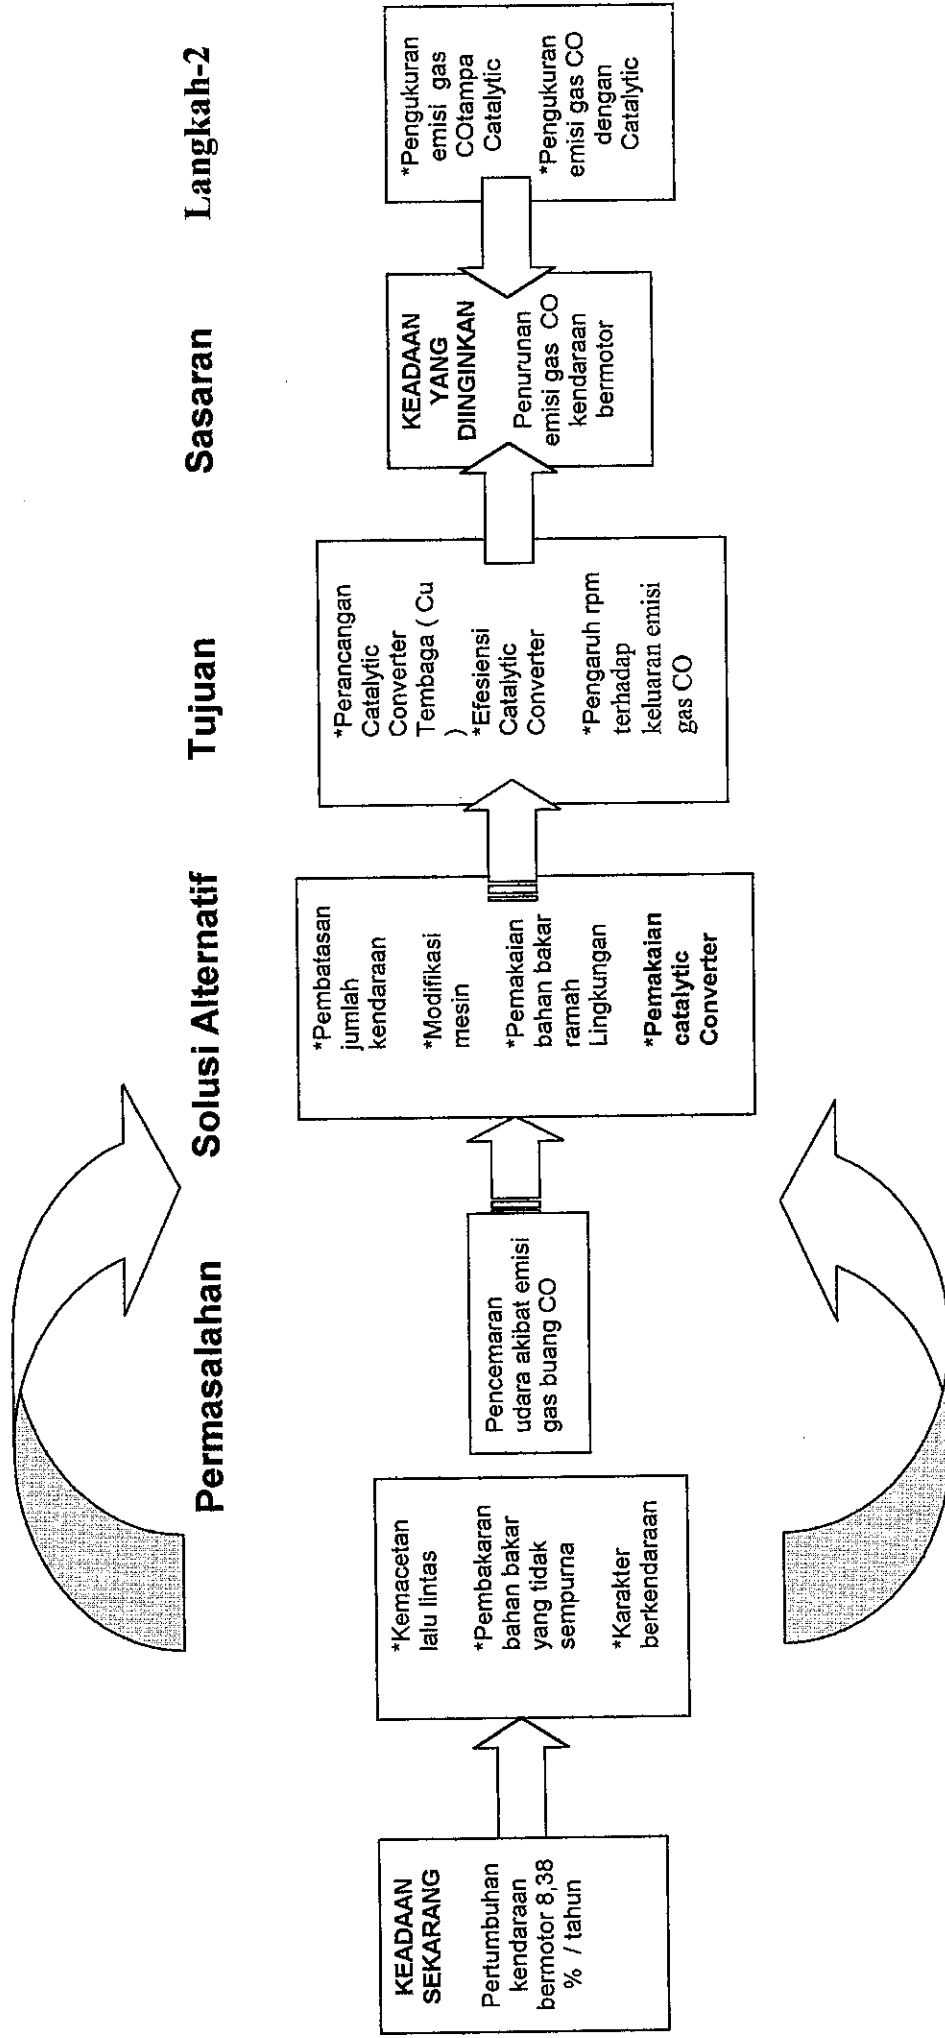 Permasalahan
Solusi Alternatif
Tujuan
Sasaran
Langkah-2
KEADAAN
SEKARANG
Pertumbuhan
kendaraan
bermotor 8,38
% / tahun
*Kemacetan
lalu lintas
*Pembakaran
bahan bakar
yang tidak
sempurna
*Karakter
berkendaraan
Pencemaran
udara akibat emisi
gas buang CO
*Pembatasan
jumlah
kendaraan
*Modifikasi
mesin
*Pemakaian
bahan bakar
ramah
Lingkungan
*Pemakaian
catalytic
Converter
*Perancangan
Catalytic
Converter
Tembaga ( Cu
)
*Efesiensi
Catalytic
Converter
*Pengaruh rpm
terhadap
keluaran emisi
gas CO
KEADAAN
YANG
DIINGINKAN
Penurunan
emisi gas CO
kendaraan
bermotor
*Pengukuran
emisi gas
COtampa
Catalytic
*Pengukuran
emisi gas CO
dengan
Catalytic